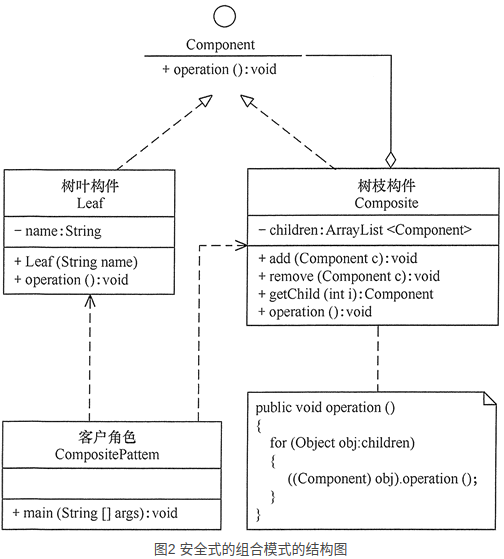 Component
+ operation ():void
树叶构件
Leaf
- name:String
+ Leaf (String name)
+ operation ():void
树枝构件
Composite
- children:ArrayList <Component>
+ add (Component c):void
+ remove (Component c):void
+ getChild (int i):Component
+ operation ():void
客户角色
CompositePattem
+ main (String [] args):void
public void operation ()
{
for (Object obj:children)
{
((Component) obj).operation ();
}
}
图2 安全式的组合模式的结构图